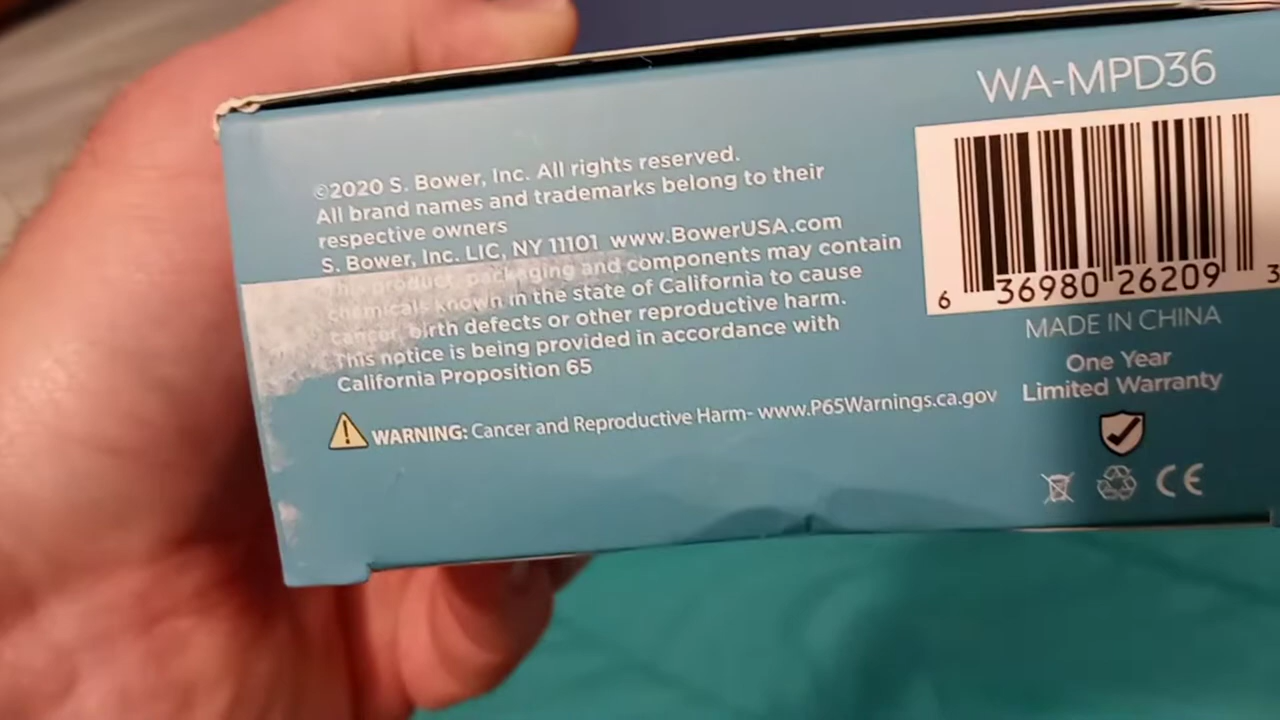 WA-MPD36
©2020 S. Bower, Inc. All rights reserved.
All brand names and trademarks belong to their
respective owners
S. Bower, Inc. LIC, NY 11101 www.BowerUSA.com
This product, packaging and components may contain
chemicals known in the state of California to cause
cancer, birth defects or other reproductive harm.
This notice is being provided in accordance with
California Proposition 65
WARNING: Cancer and Reproductive Harm- www.P65Warnings.ca.gov
6 36980 26209 3
MADE IN CHINA
One Year
Limited Warranty
CE